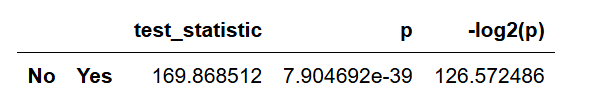 test_statistic p -log2(p)
No Yes 169.868512 7.904692e-39 126.572486